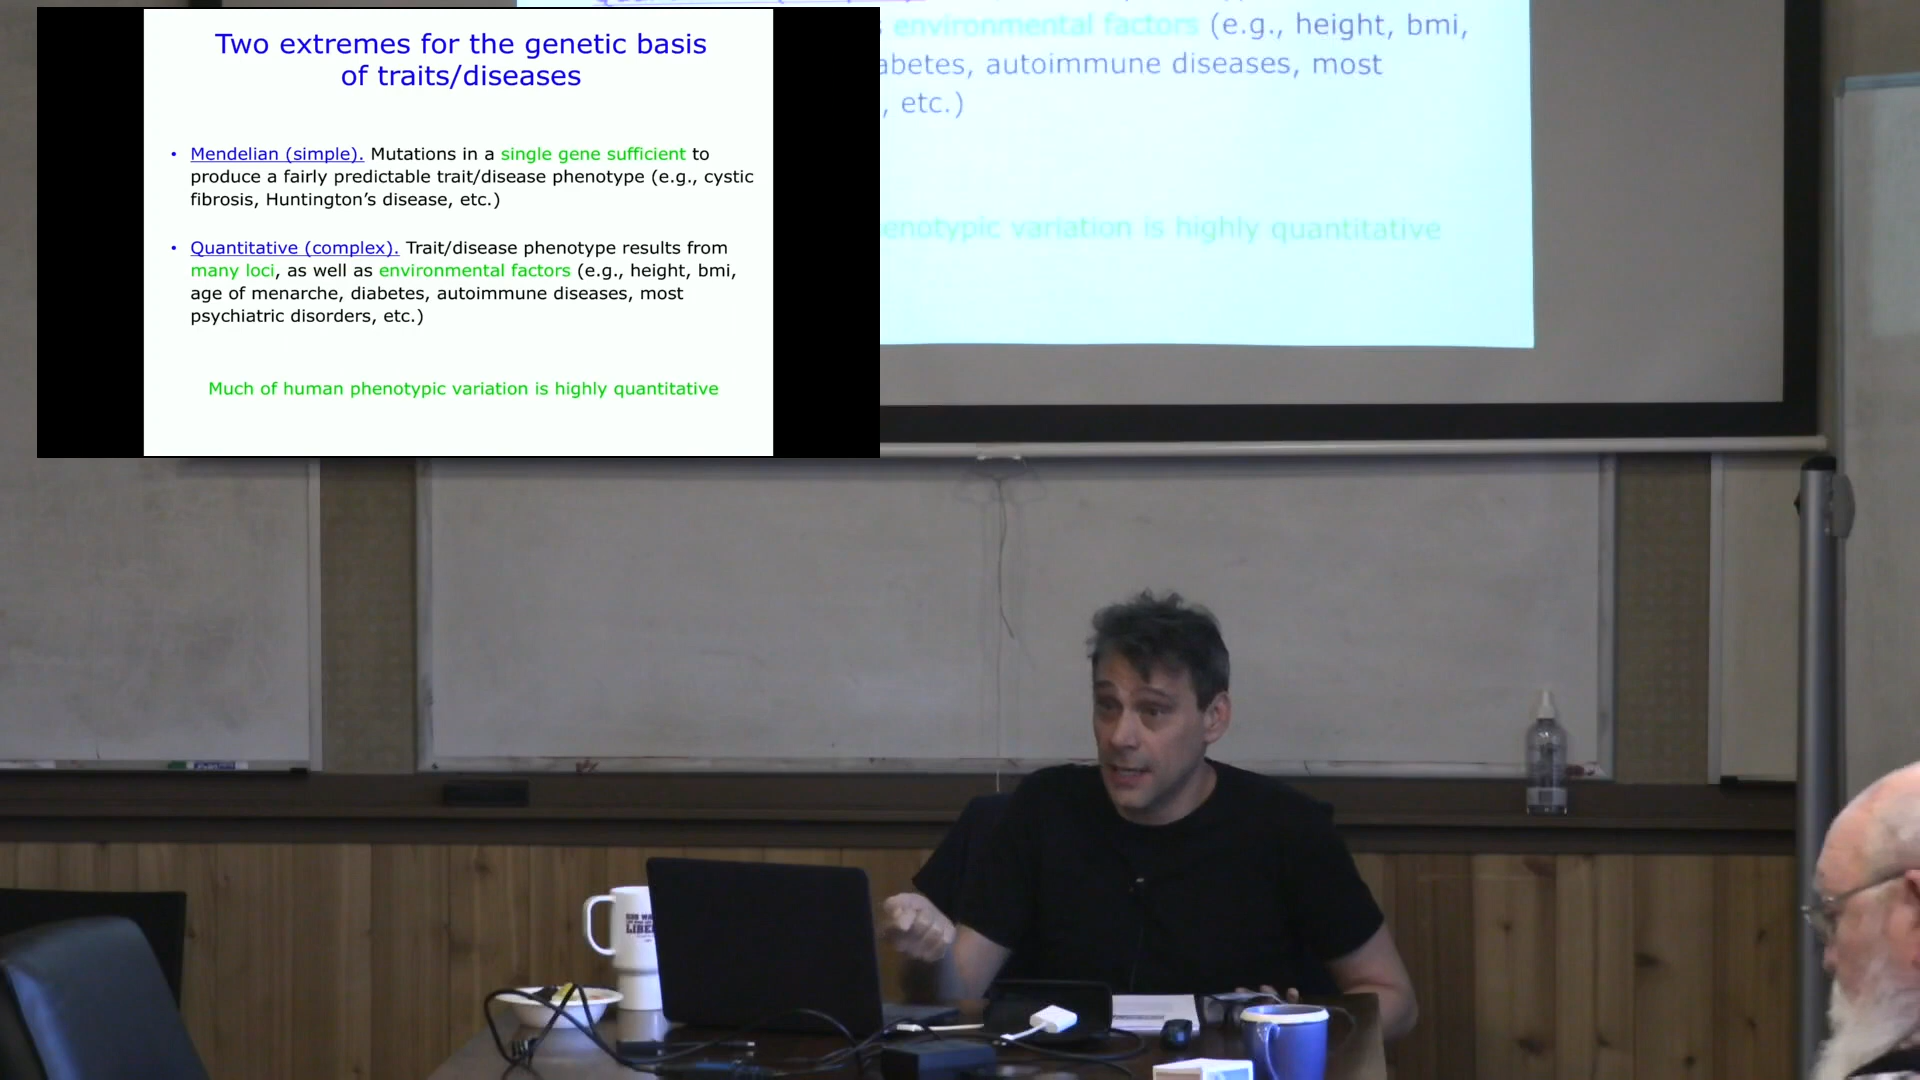 Two extremes for the genetic basis
of traits/diseases
• Mendelian (simple). Mutations in a single gene sufficient to
produce a fairly predictable trait/disease phenotype (e.g., cystic
fibrosis, Huntington's disease, etc.)
• Quantitative (complex). Trait/disease phenotype results from
many loci, as well as environmental factors (e.g., height, bmi,
age of menarche, diabetes, autoimmune diseases, most
psychiatric disorders, etc.)
Much of human phenotypic variation is highly quantitative
environmental factors (e.g., height, bmi,
abetes, autoimmune diseases, most
, etc.)
enotypic variation is highly quantitative